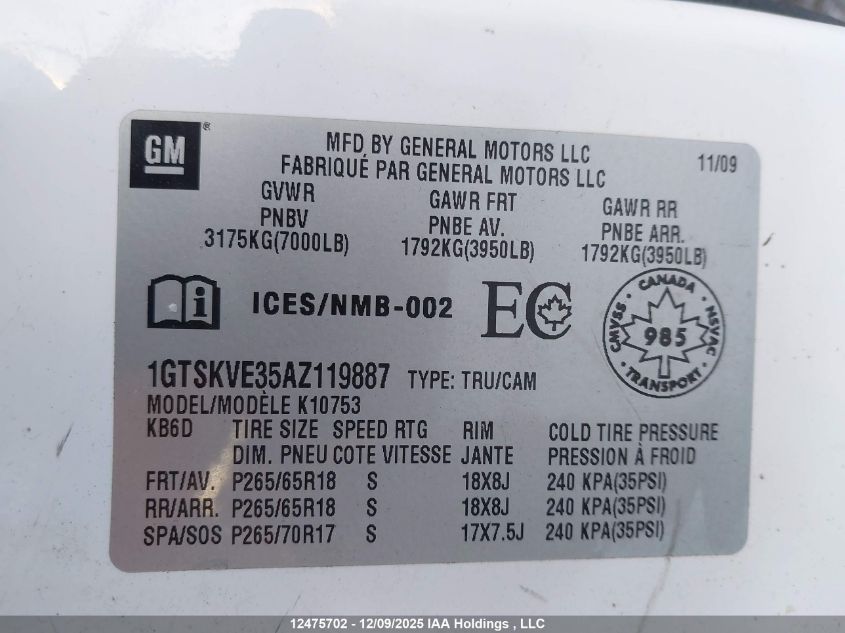 GM ®
MFD BY GENERAL MOTORS LLC
FABRIQUÉ PAR GENERAL MOTORS LLC
11/09
GVWR
PNBV
3175KG(7000LB)
GAWR FRT
PNBE AV.
1792KG(3950LB)
GAWR RR
PNBE ARR.
1792KG(3950LB)
i
ICES/NMB-002
EC
CANADA
CMVSS
985
NSVAC
TRANSPORT
1GTSKVE35AZ119887 TYPE: TRU/CAM
MODEL/MODÈLE K10753
KB6D TIRE SIZE SPEED RTG RIM COLD TIRE PRESSURE
DIM. PNEU COTE VITESSE JANTE PRESSION À FROID
FRT/AV. P265/65R18 S 18X8J 240 KPA(35PSI)
RR/ARR. P265/65R18 S 18X8J 240 KPA(35PSI)
SPA/SOS P265/70R17 S 17X7.5J 240 KPA(35PSI)
12475702 - 12/09/2025 IAA Holdings , LLC